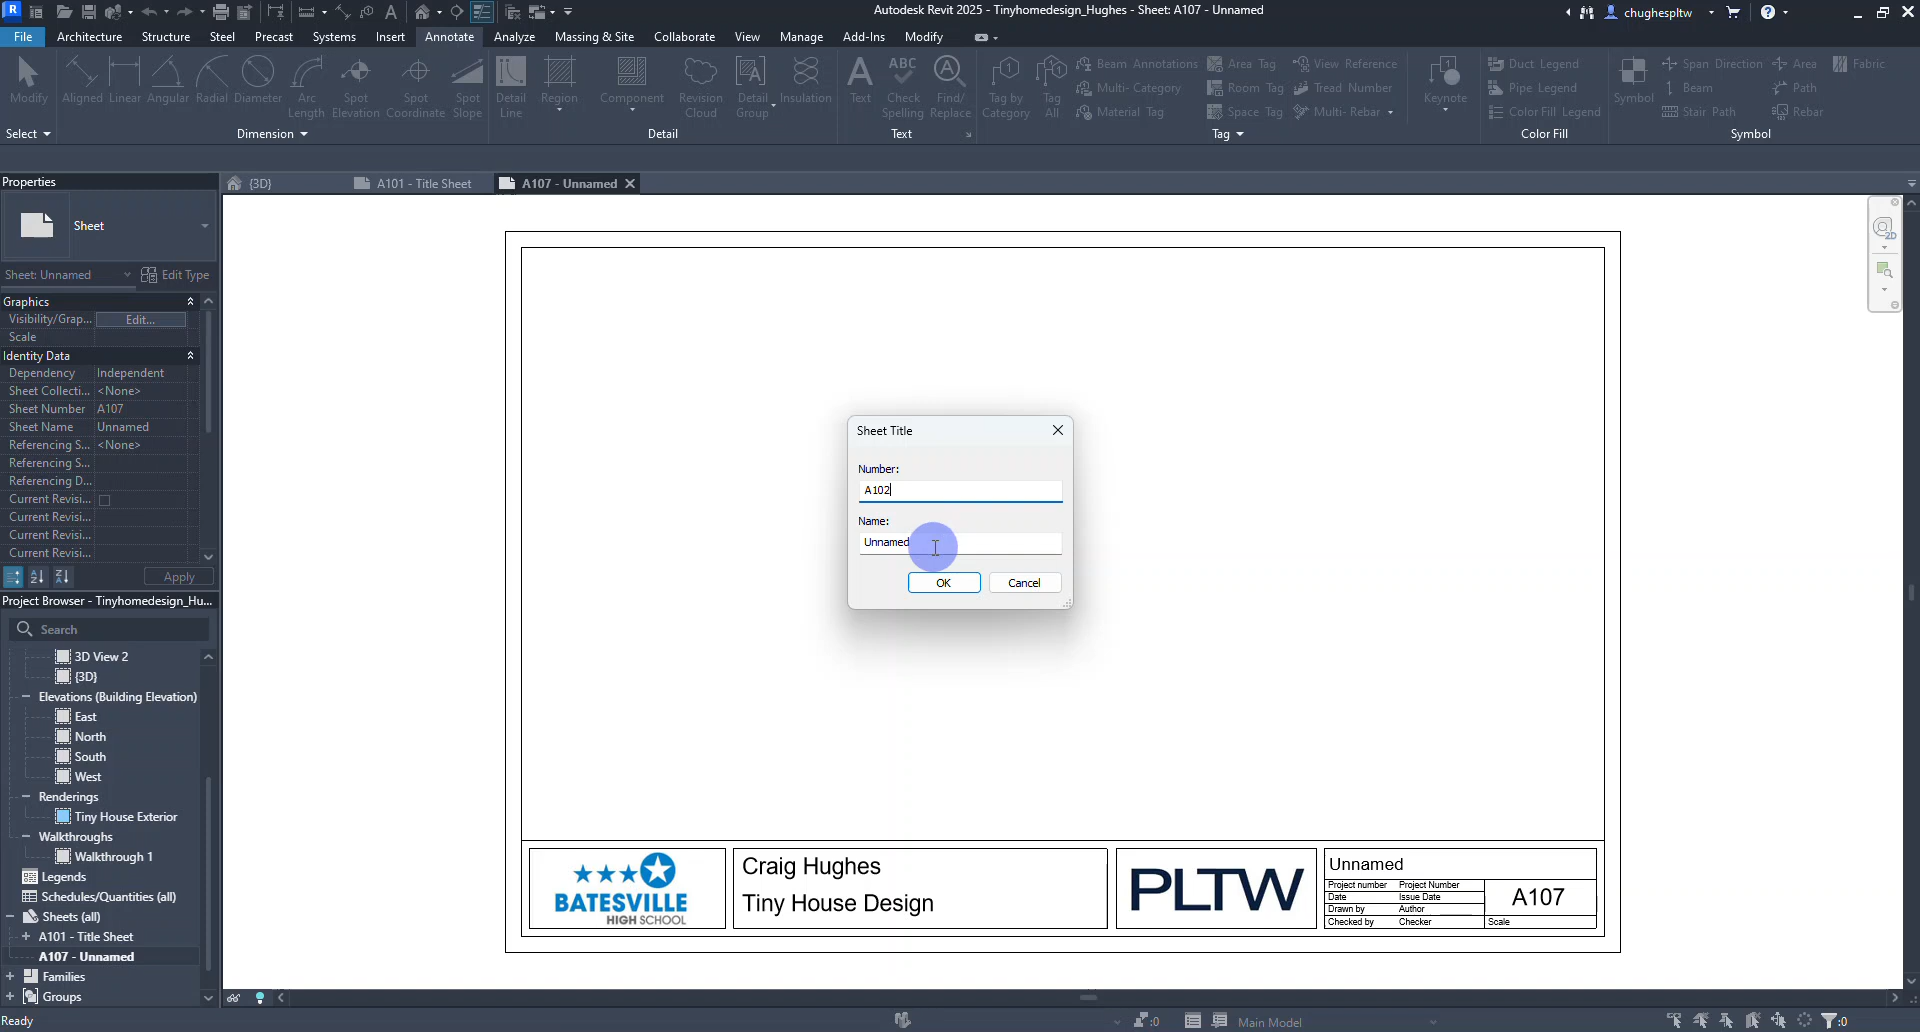 Autodesk Revit 2025 - Tinyhomedesign_Hughes - Sheet: A107 - Unnamed
chughespltw
File Architecture Structure Steel Precast Systems Insert Annotate Analyze Massing & Site Collaborate View Manage Add-Ins Modify
Modify
Aligned Linear Angular Radial Diameter Arc Length Spot Elevation Spot Coordinate Spot Slope
Detail Line Region Component Revision Cloud Detail Group Insulation
Text Check Spelling Find/ Replace
Tag by Category Tag All
Beam Annotations Area Tag View Reference
Multi- Category Room Tag Tread Number
Material Tag Space Tag Multi- Rebar
Keynote
Duct Legend
Pipe Legend
Color Fill Legend
Symbol
Span Direction Area Fabric
Beam Path
Stair Path Rebar
Select Dimension Detail Text Tag Color Fill Symbol
Properties
{3D} A101 - Title Sheet A107 - Unnamed
Sheet
Sheet: Unnamed Edit Type
Graphics
Visibility/Grap... Edit...
Scale
Identity Data
Dependency Independent
Sheet Collecti... <None>
Sheet Number A107
Sheet Name Unnamed
Referencing S... <None>
Referencing S...
Referencing D...
Current Revisi...
Current Revisi...
Current Revisi...
Current Revisi...
Apply
Project Browser - Tinyhomedesign_Hu...
Search
3D View 2
{3D}
Elevations (Building Elevation)
East
North
South
West
Renderings
Tiny House Exterior
Walkthroughs
Walkthrough 1
Legends
Schedules/Quantities (all)
Sheets (all)
A101 - Title Sheet
A107 - Unnamed
Families
Groups
Sheet Title
Number:
A102
Name:
Unnamed
OK Cancel
2D
BATESVILLE
HIGH SCHOOL
Craig Hughes
Tiny House Design
PLTW
Unnamed
Project number Project Number
Date Issue Date
Drawn by Author
Checked by Checker
A107
Scale
Ready
:0
Main Model
:0